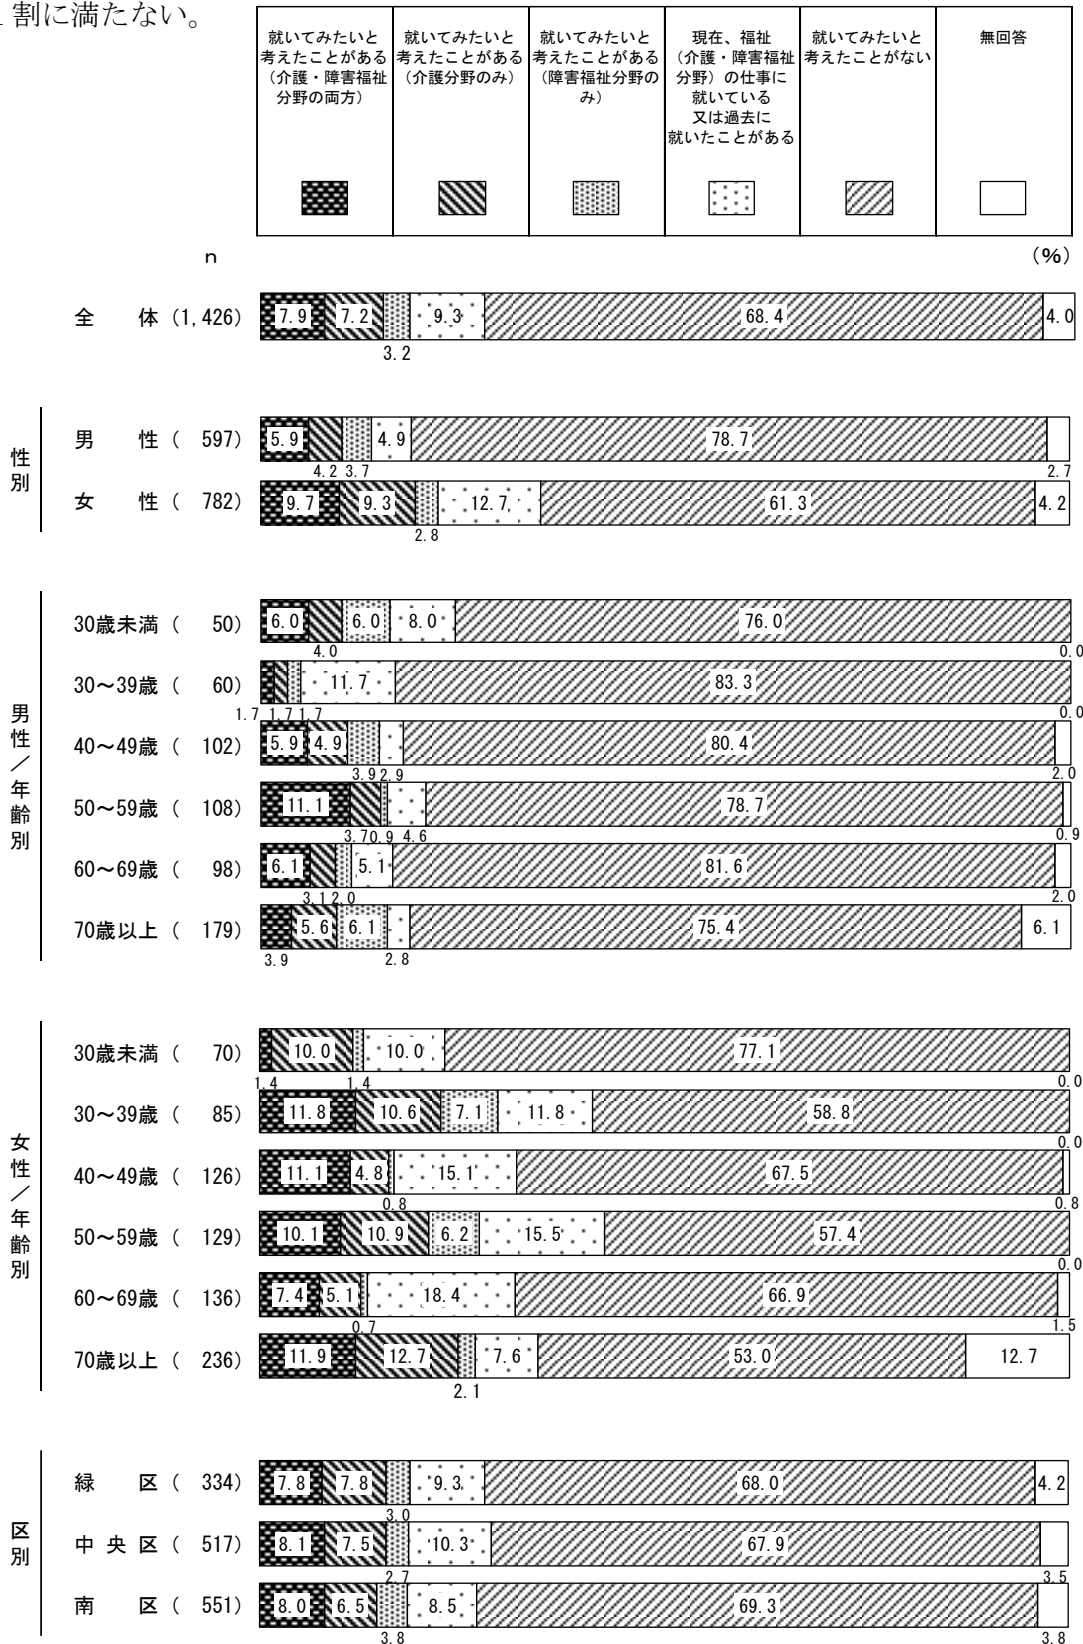 割に満たない。
就いてみたいと
考えたことがある
（介護・障害福祉
分野の両方）
就いてみたいと
考えたことがある
（介護分野のみ）
就いてみたいと
考えたことがある
（障害福祉分野の
み）
現在、福祉
（介護・障害福祉
分野）の仕事に
就いている
又は過去に
就いたことがある
就いてみたいと
考えたことがない
無回答
n
（％）
全　体（1,426） 7.9 7.2 9.3 68.4 4.0
3.2
性別
男　性（ 597） 5.9 4.9 78.7
4.2 3.7 2.7
女　性（ 782） 9.7 9.3 12.7 61.3 4.2
2.8
男性／年齢別
30歳未満（ 50） 6.0 6.0 8.0 76.0
4.0 0.0
30～39歳（ 60） 11.7 83.3
1.7 1.7 1.7 0.0
40～49歳（ 102） 5.9 4.9 80.4
3.9 2.9 2.0
50～59歳（ 108） 11.1 78.7
3.7 0.9 4.6 0.9
60～69歳（ 98） 6.1 5.1 81.6
3.1 2.0 2.0
70歳以上（ 179） 5.6 6.1 75.4 6.1
3.9 2.8
女性／年齢別
30歳未満（ 70） 10.0 10.0 77.1
1.4 1.4 0.0
30～39歳（ 85） 11.8 10.6 7.1 11.8 58.8
0.0
40～49歳（ 126） 11.1 4.8 15.1 67.5
0.8 0.8
50～59歳（ 129） 10.1 10.9 6.2 15.5 57.4
0.0
60～69歳（ 136） 7.4 5.1 18.4 66.9
0.7 1.5
70歳以上（ 236） 11.9 12.7 7.6 53.0 12.7
2.1
区別
緑　区（ 334） 7.8 7.8 9.3 68.0 4.2
3.0
中央区（ 517） 8.1 7.5 10.3 67.9
2.7 3.5
南　区（ 551） 8.0 6.5 8.5 69.3
3.8 3.8